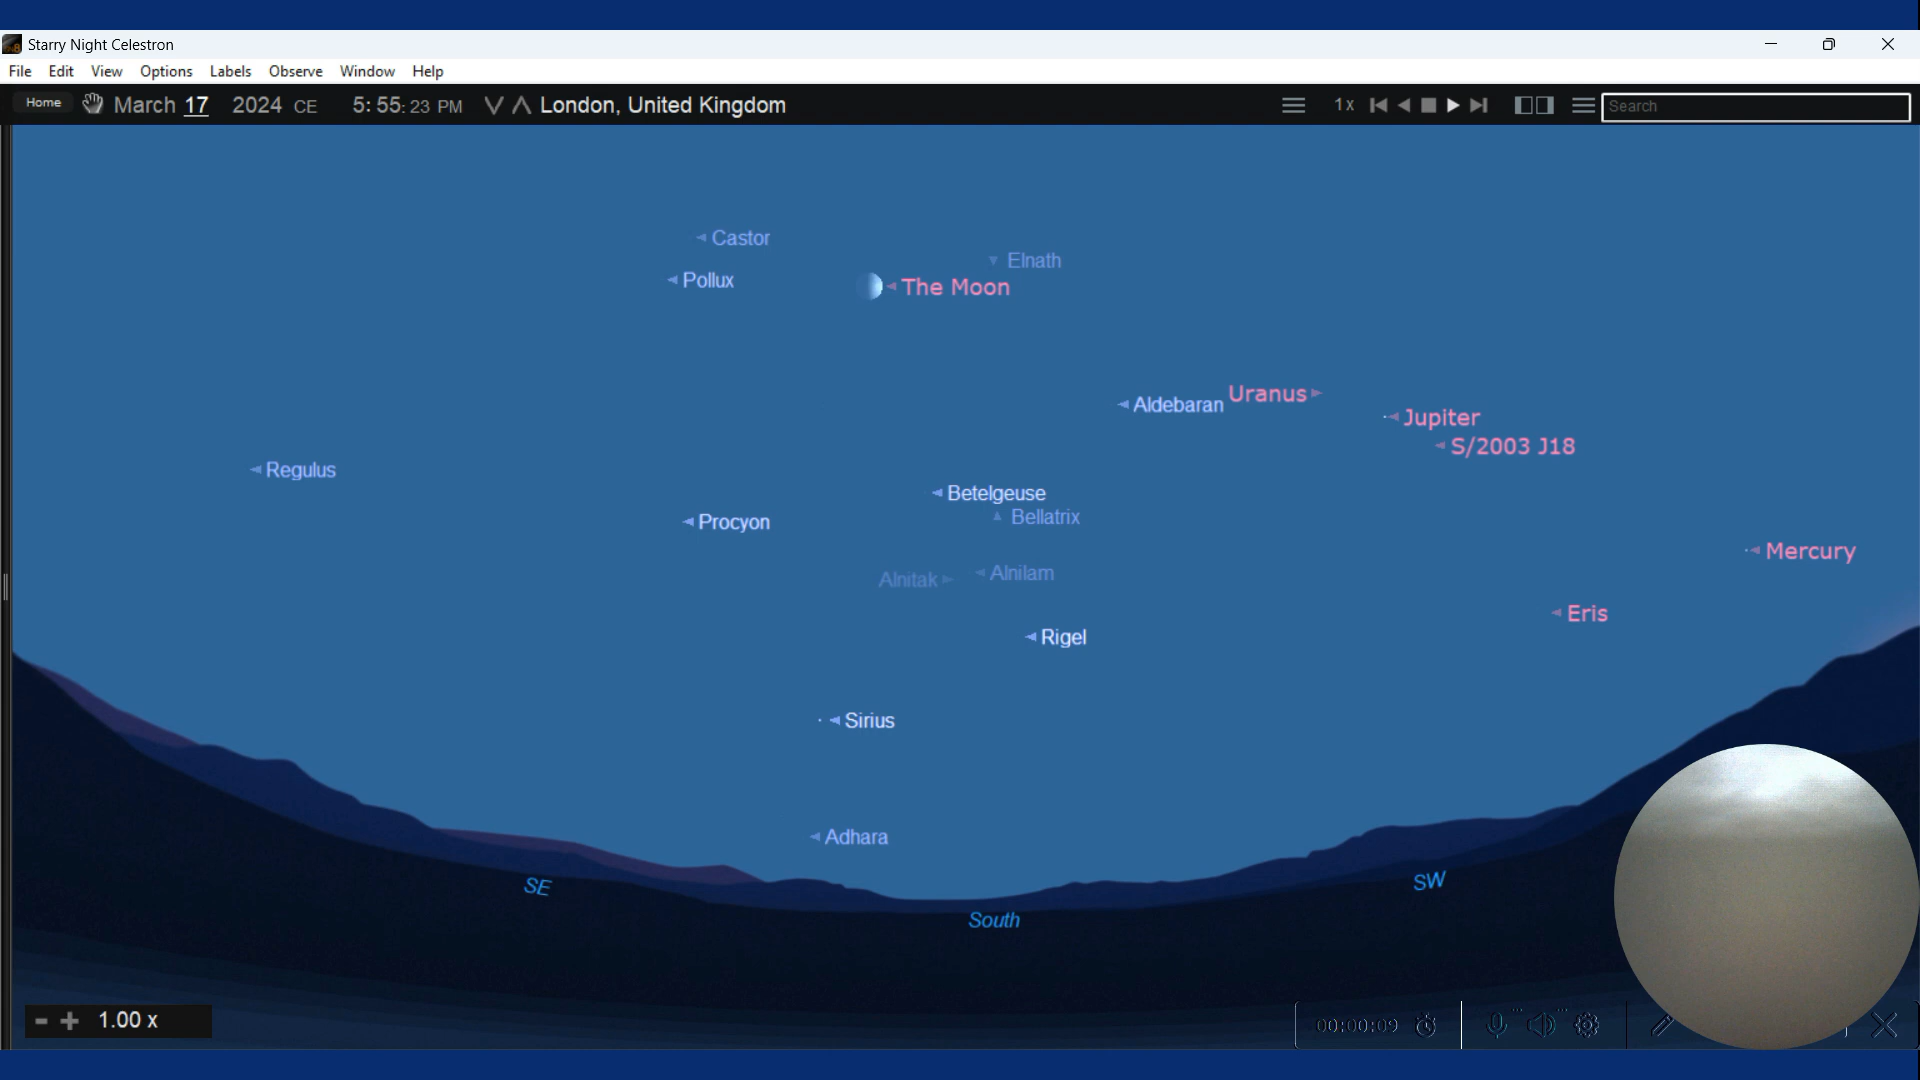 Starry Night Celestron
File Edit View Options Labels Observe Window Help
Home March 17 2024 CE 5:55:23 PM London, United Kingdom 1x Search
Castor
Elnath
Pollux
The Moon
Uranus
Aldebaran
Jupiter
S/2003 J18
Regulus
Betelgeuse
Bellatrix
Procyon
Mercury
Alnilam
Alnitak
Eris
Rigel
Sirius
Adhara
SE
SW
South
1.00 x
00:00:09